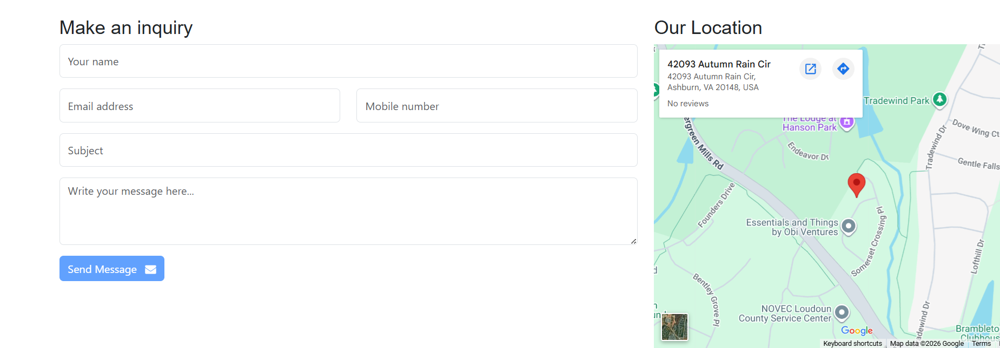 Make an inquiry
Your name
Email address
Mobile number
Subject
Write your message here...
Send Message
Our Location
42093 Autumn Rain Cir
42093 Autumn Rain Cir,
Ashburn, VA 20148, USA
No reviews
Tradewind Park
The Lodge at
Hanson Park
Evergreen Mills Rd
Endeavor Dr
Tradewind Dr
Dove Wing Ct
Gentle Falls
Founders Drive
Essentials and Things
by Obi Ventures
Somerset Crossing Pl
Lofthill Dr
Bentley Grove Pl
NOVEC Loudoun
County Service Center
Tradewind Dr
Brambleto
Clubhous
Google
Keyboard shortcuts
Map data ©2026 Google
Terms